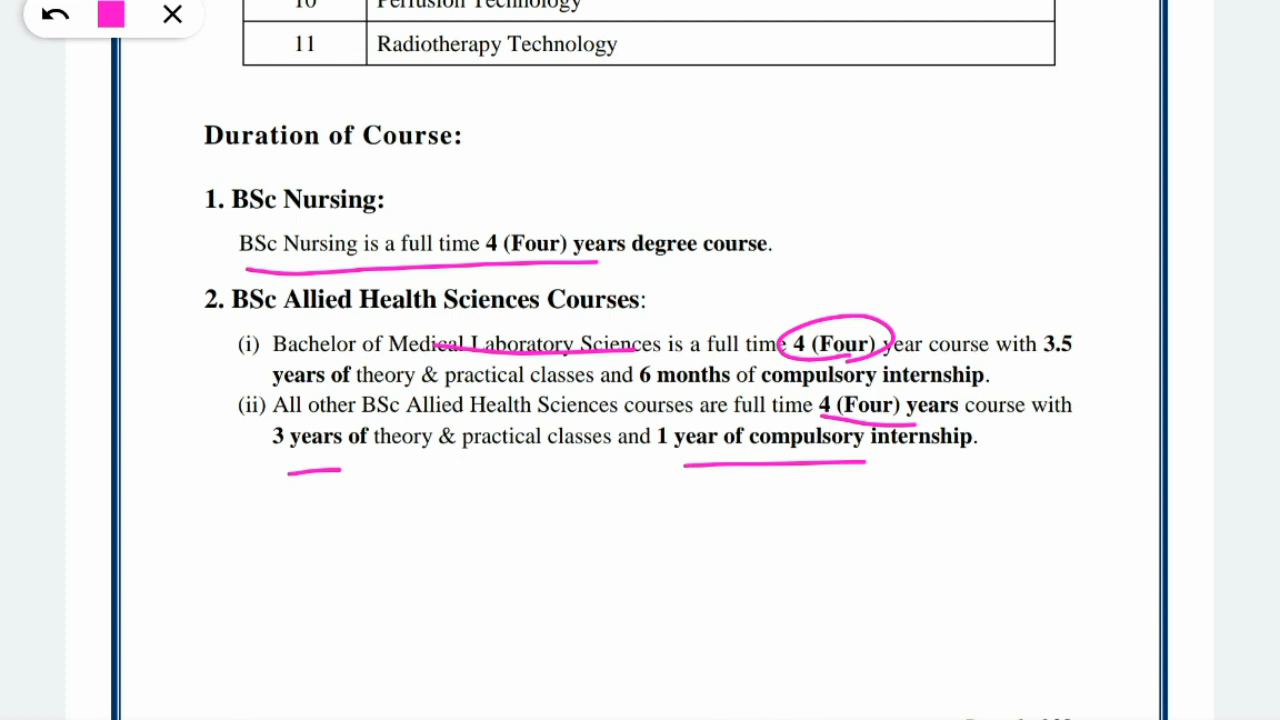 10 Perfusion Technology
11 Radiotherapy Technology
Duration of Course:
1. BSc Nursing:
BSc Nursing is a full time 4 (Four) years degree course.
2. BSc Allied Health Sciences Courses:
(i) Bachelor of Medical Laboratory Sciences is a full time 4 (Four) year course with 3.5
years of theory & practical classes and 6 months of compulsory internship.
(ii) All other BSc Allied Health Sciences courses are full time 4 (Four) years course with
3 years of theory & practical classes and 1 year of compulsory internship.